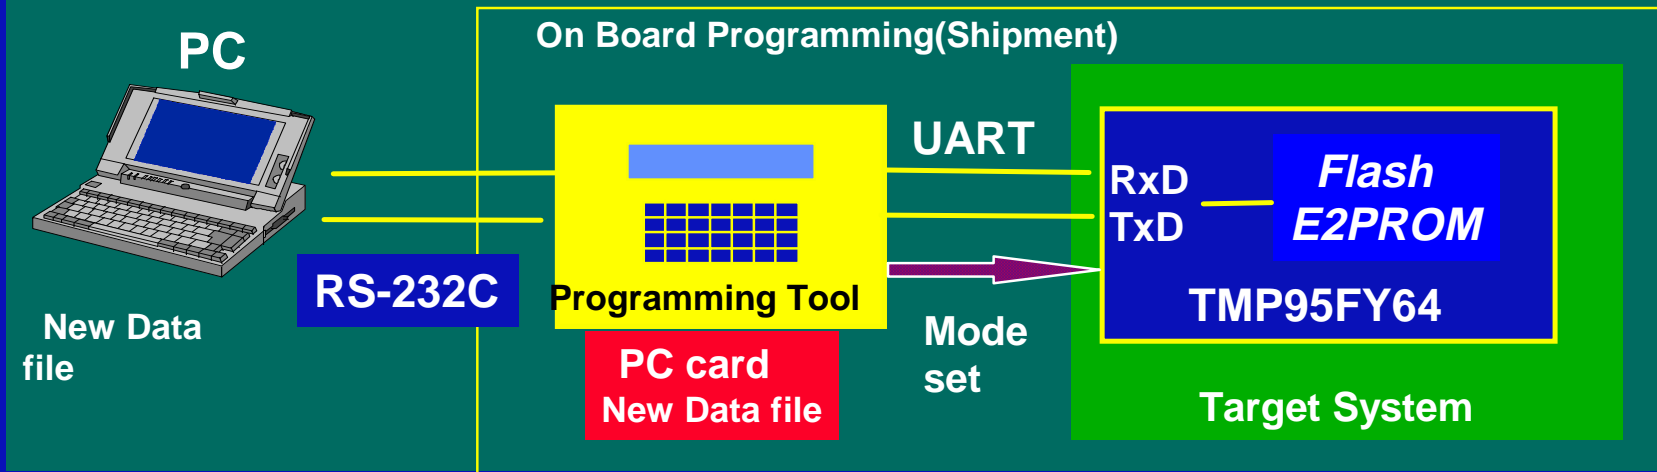 On Board Programming(Shipment)
PC
UART
RxD
TxD
Flash
E2PROM
RS-232C
Programming Tool
TMP95FY64
New Data
file
Mode
set
PC card
New Data file
Target System